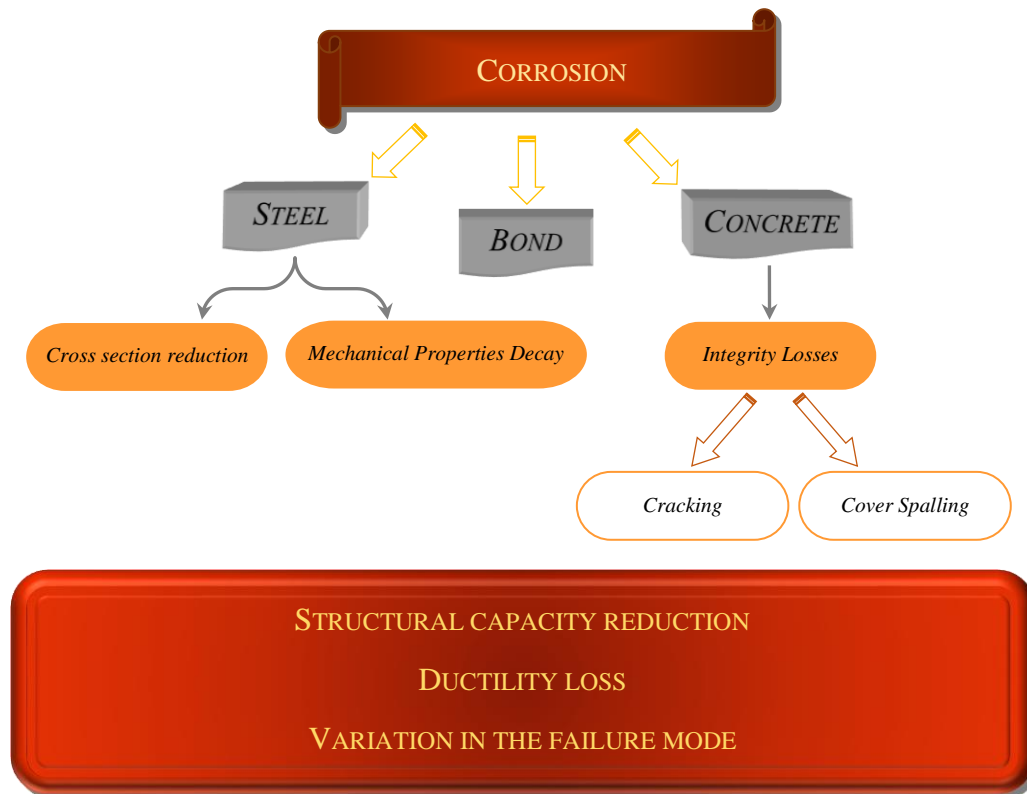 CORROSION
STEEL
BOND
CONCRETE
Cross section reduction
Mechanical Properties Decay
Integrity Losses
Cracking
Cover Spalling
STRUCTURAL CAPACITY REDUCTION
DUCTILITY LOSS
VARIATION IN THE FAILURE MODE